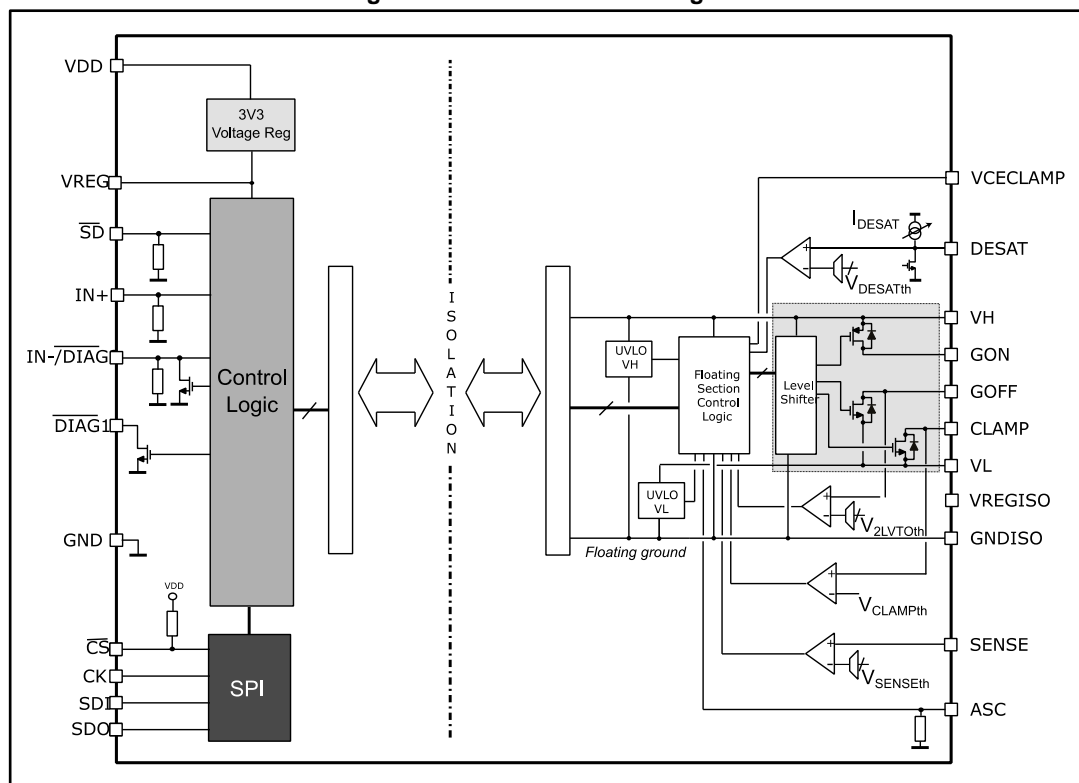 VDD
3V3
Voltage Reg
VREG
SD
IN+
IN-/DIAG
DIAG1
Control
Logic
GND
VDD
CS
CK
SDI
SDO
SPI
ISOLATION
VCECLAMP
IDESAT
DESAT
VDESATth
VH
UVLO
VH
Floating
Section
Control
Logic
Level
Shifter
GON
GOFF
CLAMP
VL
UVLO
VL
VREGISO
V2LVTOth
GNDISO
Floating ground
VCLAMPth
SENSE
VSENSEth
ASC